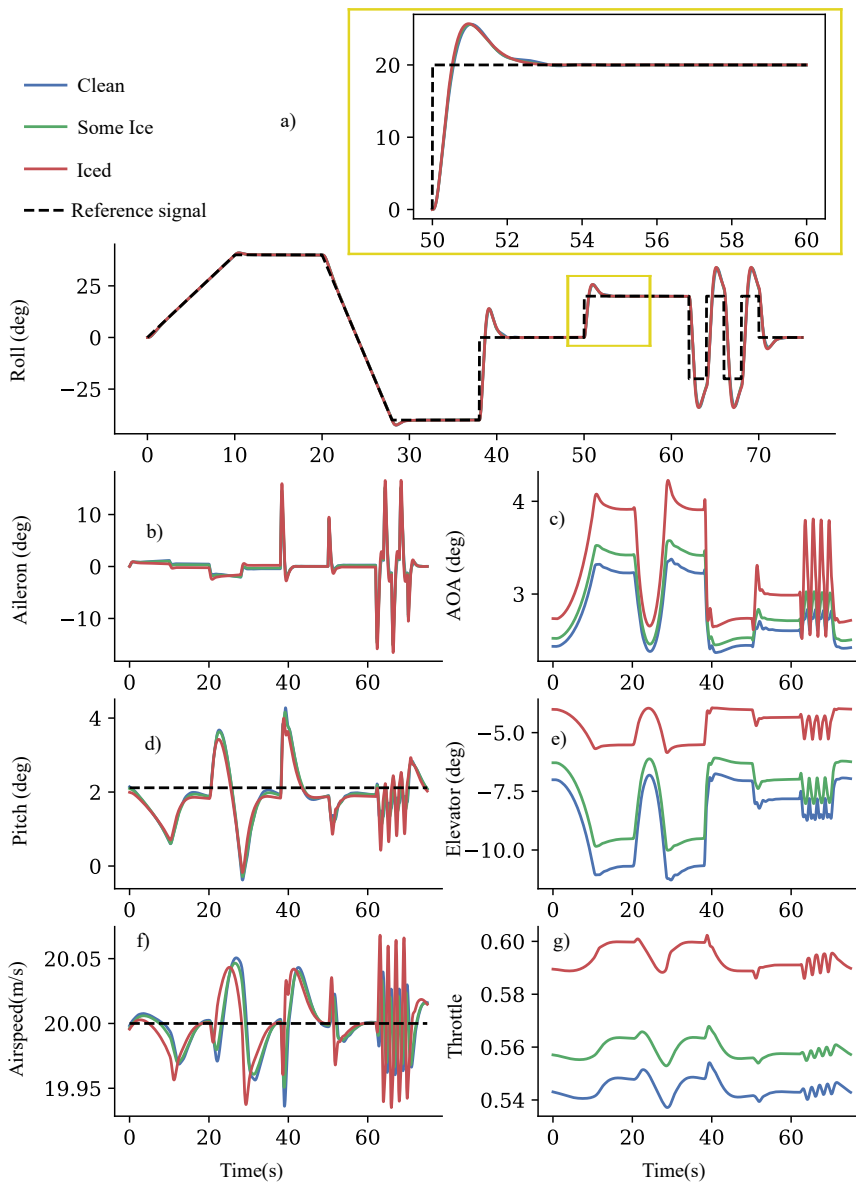 20
10
0
50 52 54 56 58 60
Clean
Some Ice
Iced
Reference signal
a)
Roll (deg)
25
0
−25
0 10 20 30 40 50 60 70
Aileron (deg)
b)
10
0
−10
0 20 40 60
AOA (deg)
c)
4
3
0 20 40 60
Pitch (deg)
d)
4
2
0
0 20 40 60
Elevator (deg)
e)
−5.0
−7.5
−10.0
0 20 40 60
Airspeed(m/s)
f)
20.05
20.00
19.95
0 20 40 60
Time(s)
Throttle
g)
0.60
0.58
0.56
0.54
0 20 40 60
Time(s)